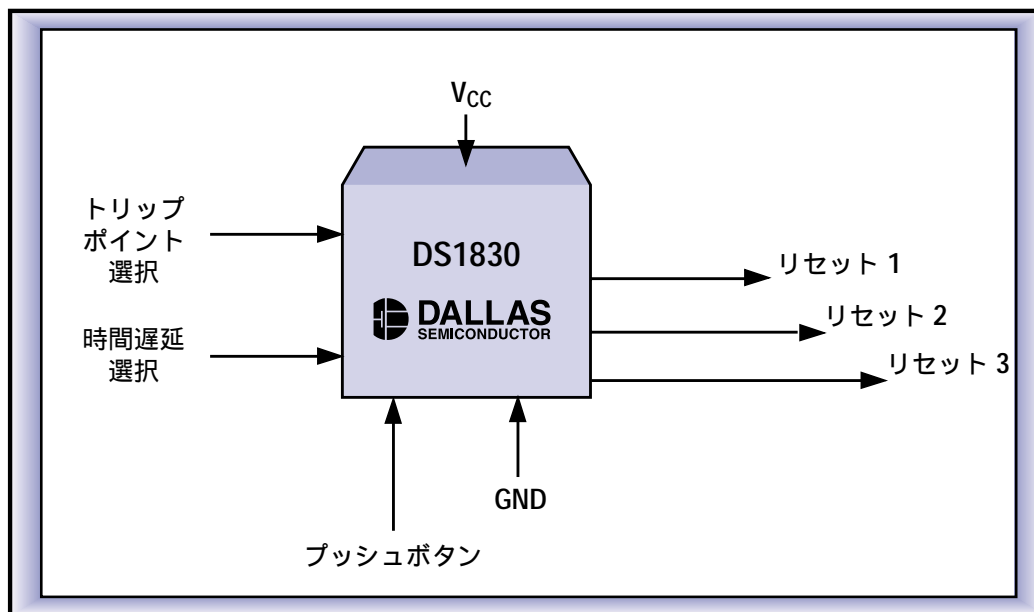 VCC
トリップ
ポイント
選択
時間遅延
選択
DS1830
DALLAS
SEMICONDUCTOR
リセット 1
リセット 2
リセット 3
GND
プッシュボタン